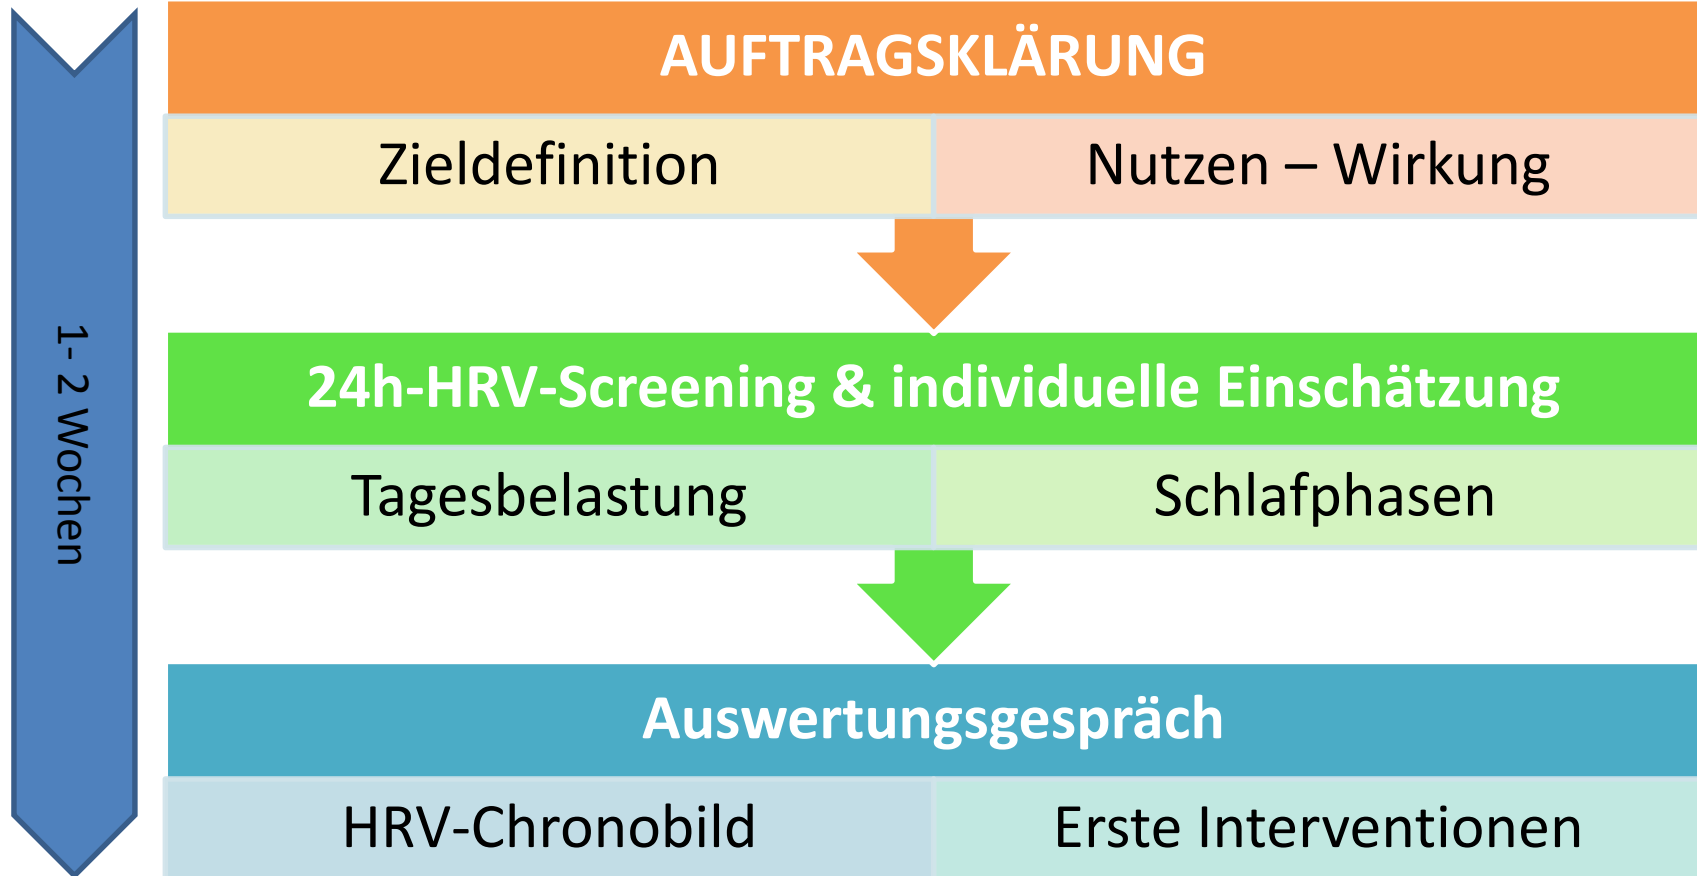 AUFTRAGSKLÄRUNG
Zieldefinition
Nutzen – Wirkung
1- 2 Wochen
24h-HRV-Screening & individuelle Einschätzung
Tagesbelastung
Schlafphasen
Auswertungsgespräch
HRV-Chronobild
Erste Interventionen